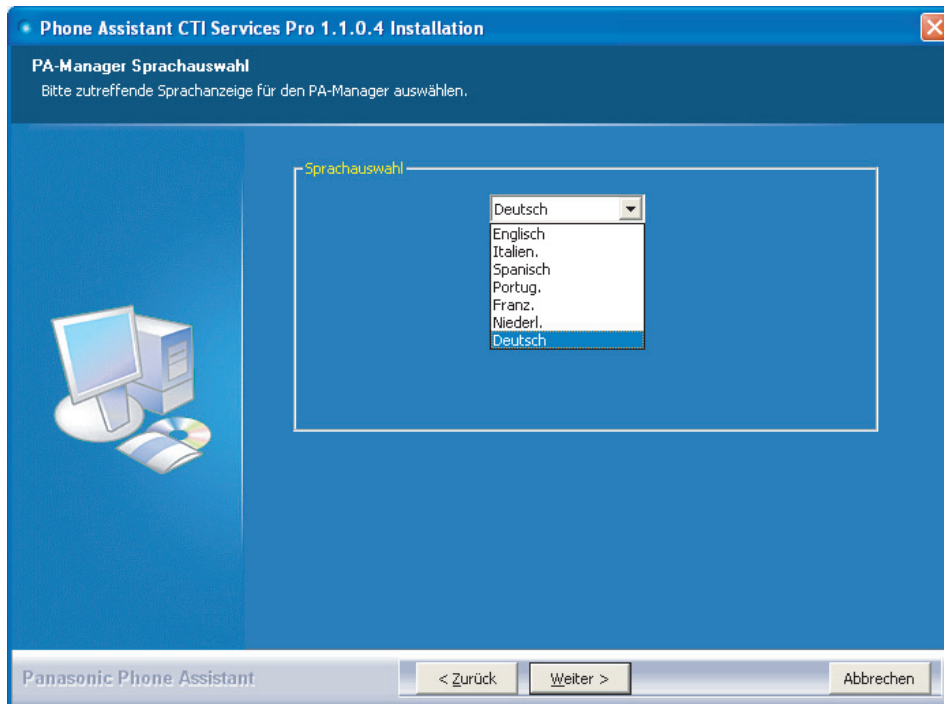 Phone Assistant CTI Services Pro 1.1.0.4 Installation
PA-Manager Sprachauswahl
Bitte zutreffende Sprachanzeige für den PA-Manager auswählen.
Sprachauswahl
Deutsch
Englisch
Italien.
Spanisch
Portug.
Franz.
Niederl.
Deutsch
Panasonic Phone Assistant
< Zurück
Weiter >
Abbrechen